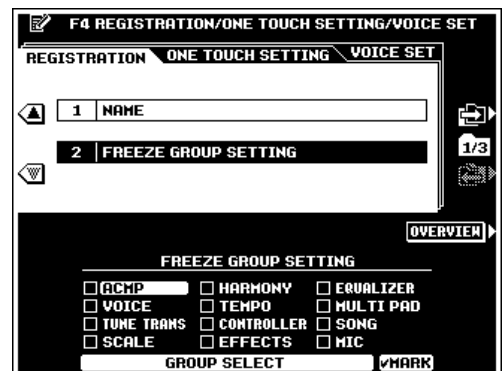 F4 REGISTRATION/ONE TOUCH SETTING/VOICE SET
REGISTRATION ONE TOUCH SETTING VOICE SET
1 NAME
2 FREEZE GROUP SETTING
1/3
OVERVIEW
FREEZE GROUP SETTING
ACMP HARMONY EQUALIZER
VOICE TEMPO MULTI PAD
TUNE TRANS CONTROLLER SONG
SCALE EFFECTS MIC
GROUP SELECT ✓MARK